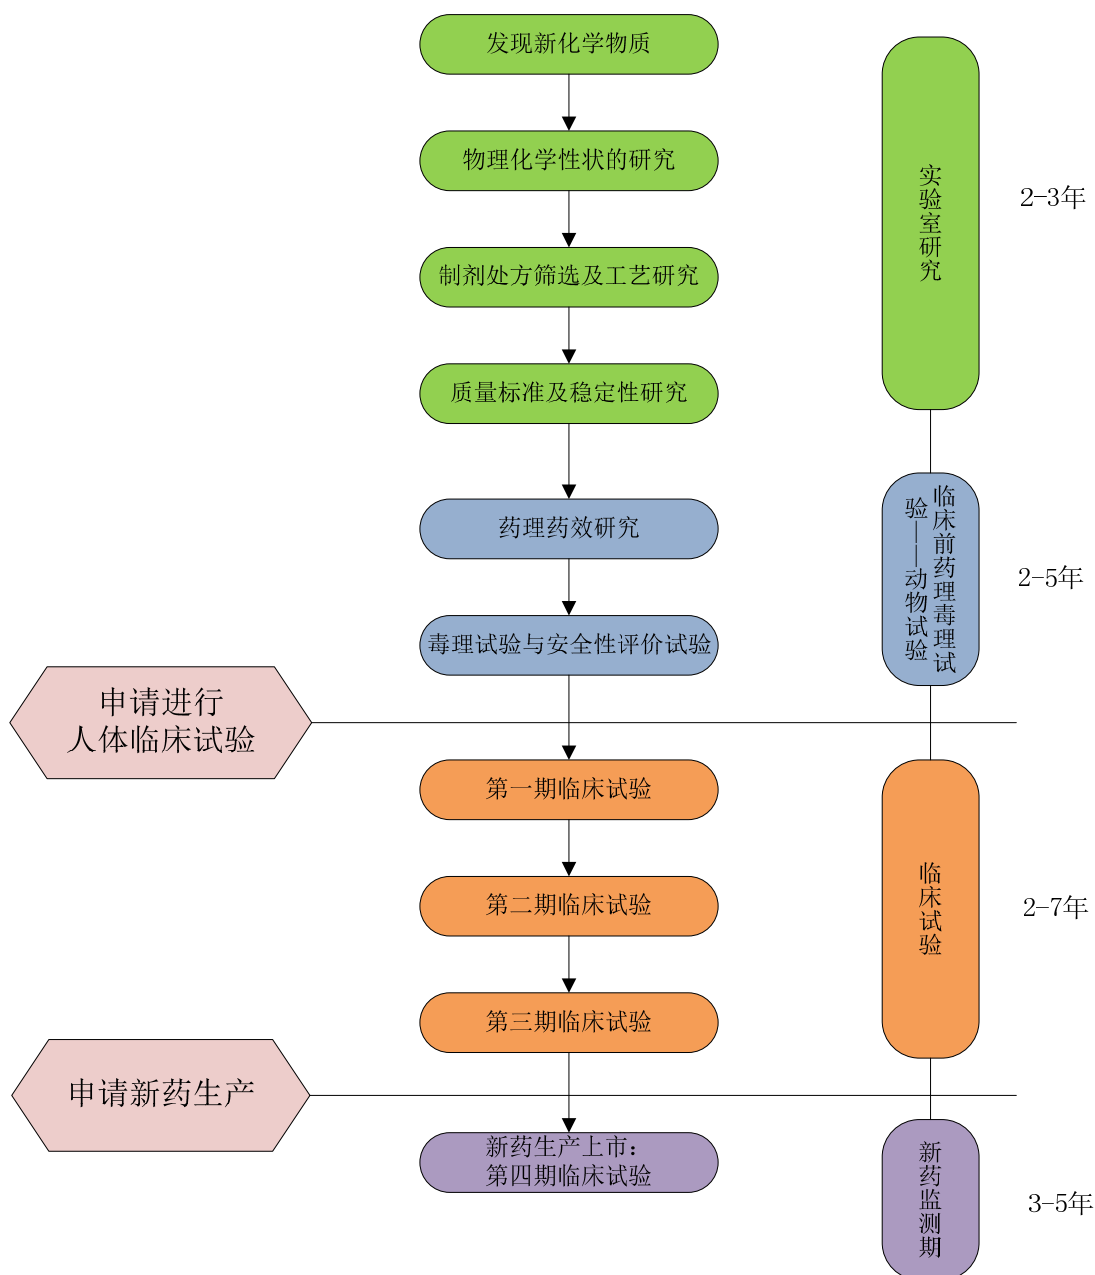 发现新化学物质
物理化学性状的研究
实验室研究
2-3年
制剂处方筛选及工艺研究
质量标准及稳定性研究
药理药效研究
临床前药理毒理试
验——动物试验
2-5年
毒理试验与安全性评价试验
申请进行
人体临床试验
第一期临床试验
第二期临床试验
临床试验
2-7年
第三期临床试验
申请新药生产
新药生产上市：
第四期临床试验
新药监测期
3-5年